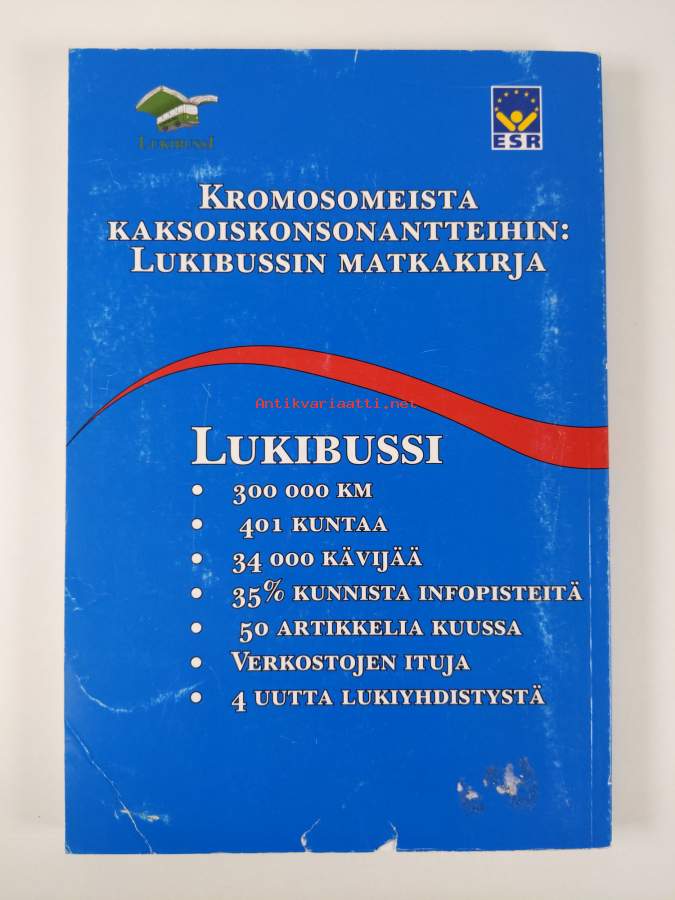 LUKIBUSSI
ESR
KROMOSOMEISTA
KAKSOISKONSONANTTEIHIN:
LUKIBUSSIN MATKAKIRJA
Antikvariaatti.net
LUKIBUSSI
• 300 000 KM
• 401 KUNTAA
• 34 000 KÄVIJÄÄ
• 35% KUNNISTA INFOPISTEITÄ
• 50 ARTIKKELIA KUUSSA
• VERKOSTOJEN ITUJA
• 4 UUTTA LUKIYHDISTYSTÄ